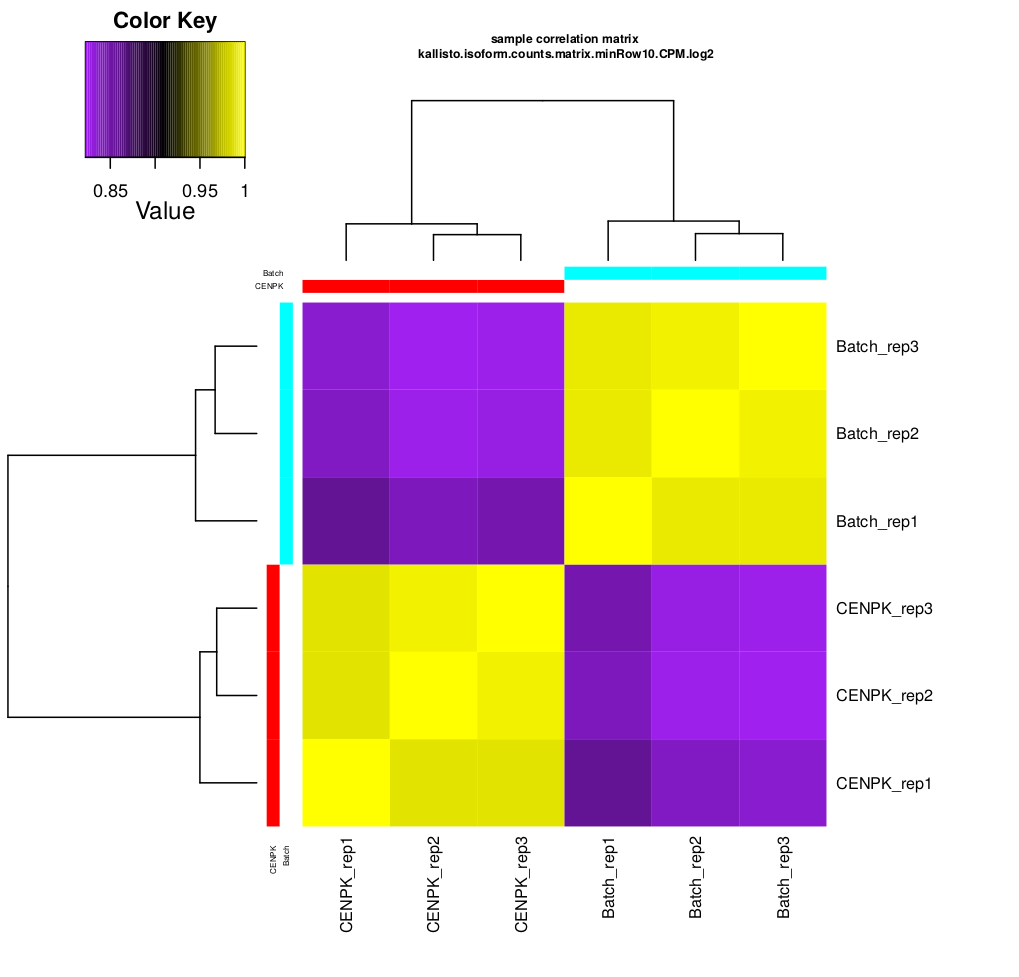 Color Key
0.85 0.95 1
Value
sample correlation matrix
kallisto.isoform.counts.matrix.minRow10.CPM.log2
Batch
CENPK
Batch_rep3
Batch_rep2
Batch_rep1
CENPK_rep3
CENPK_rep2
CENPK_rep1
CENPK
Batch
CENPK_rep1
CENPK_rep2
CENPK_rep3
Batch_rep1
Batch_rep2
Batch_rep3